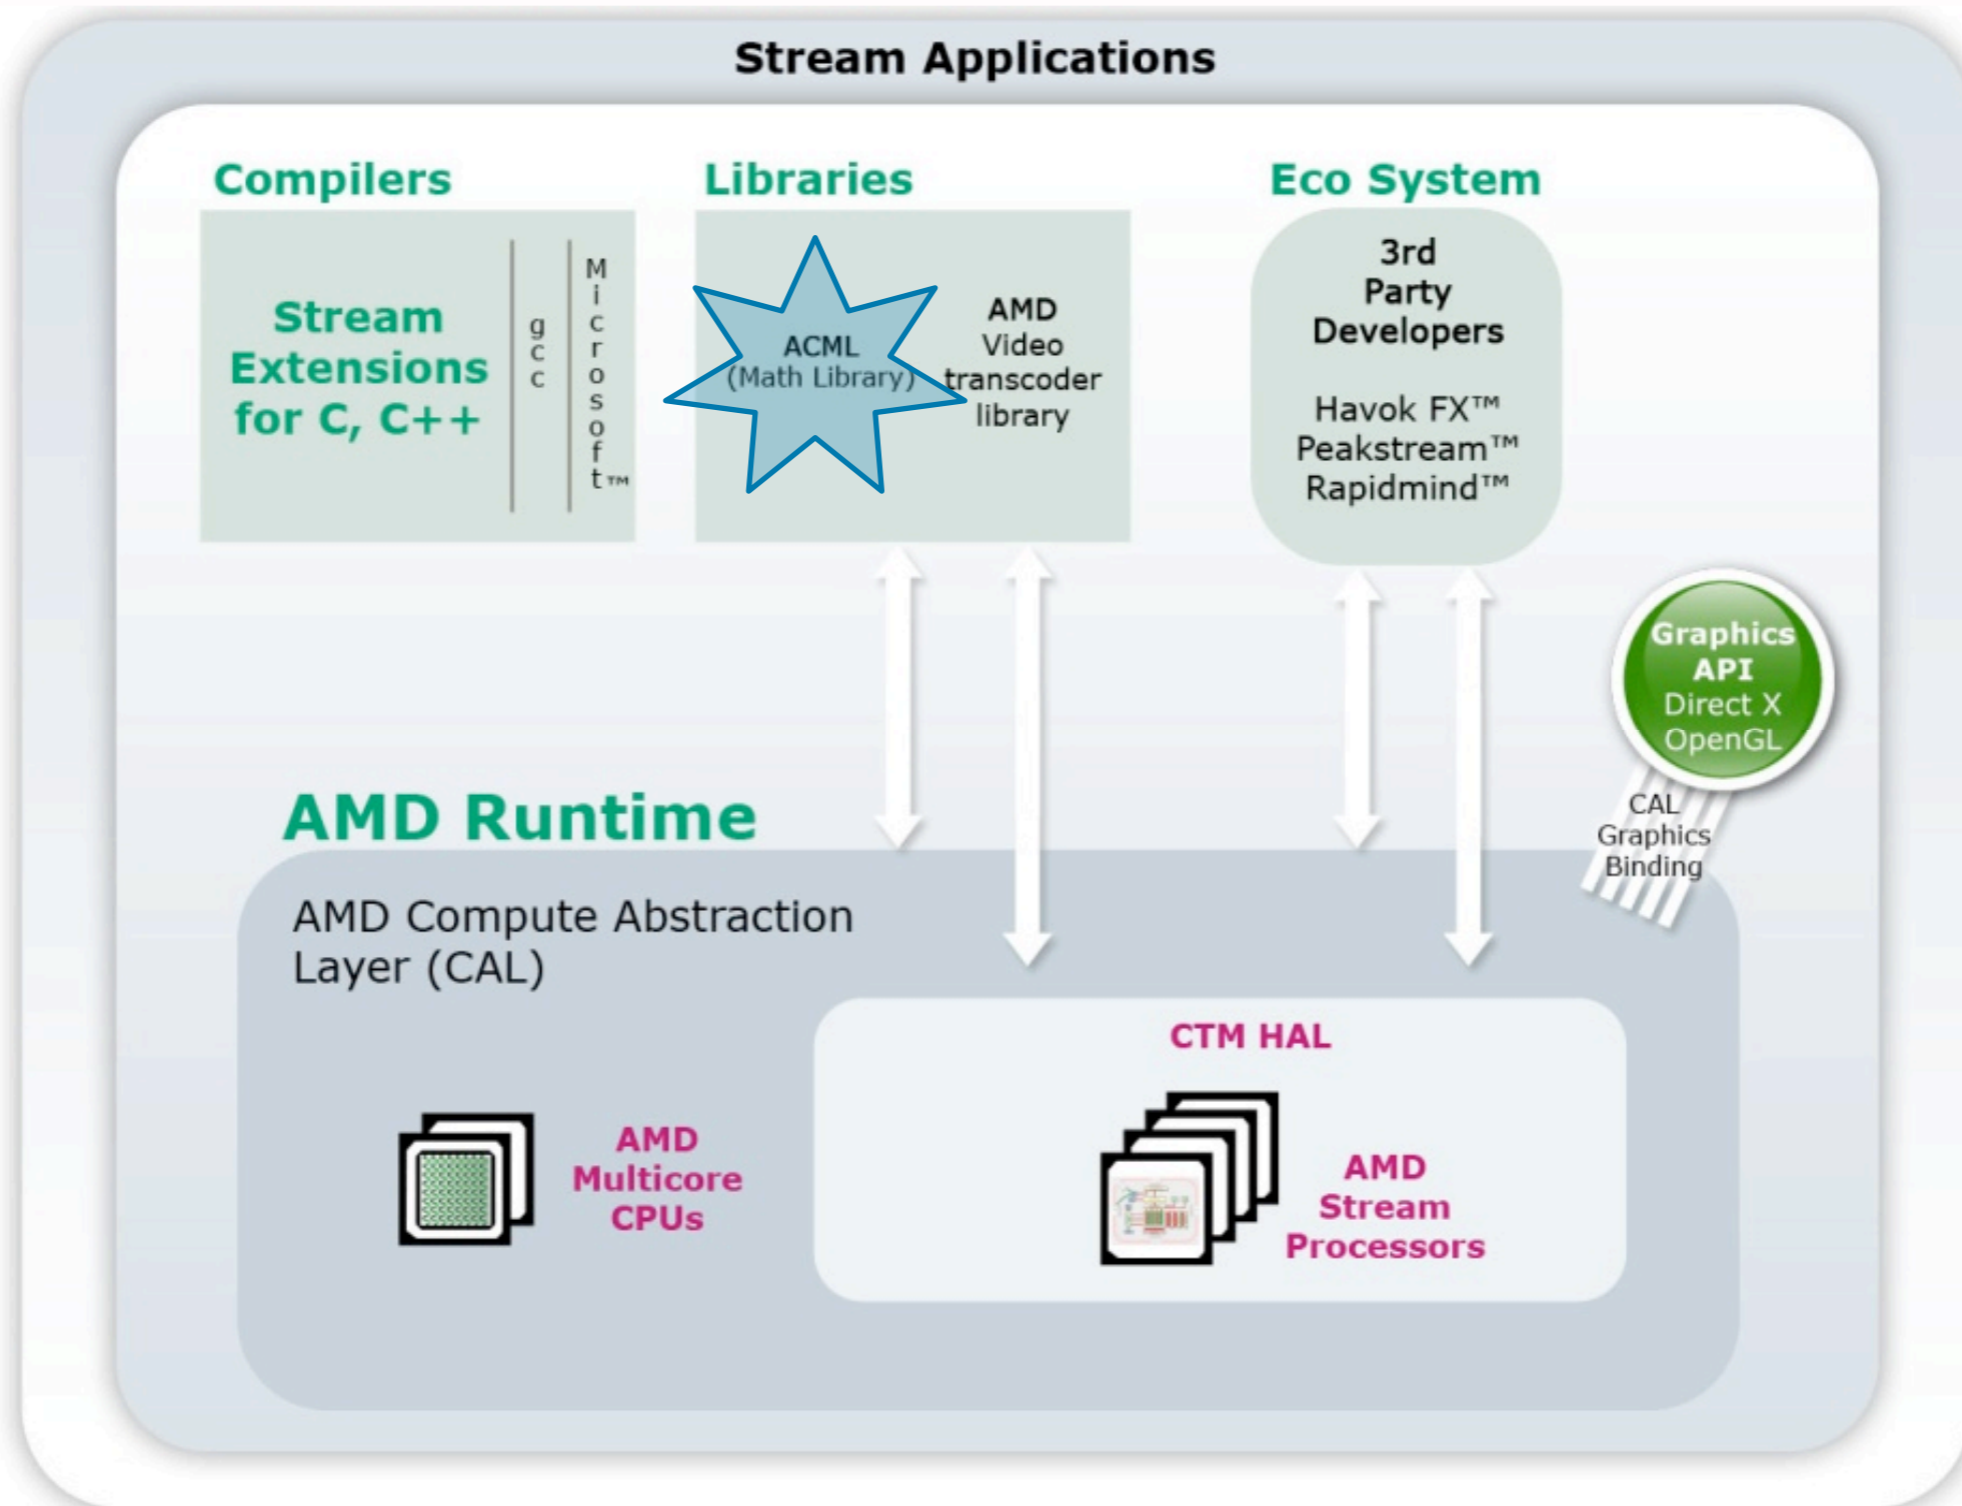 Stream Applications
Compilers
Stream
Extensions
for C, C++
gcc
Microsoft™
Libraries
ACML
(Math Library)
AMD
Video
transcoder
library
Eco System
3rd
Party
Developers
Havok FX™
Peakstream™
Rapidmind™
Graphics
API
Direct X
OpenGL
CAL
Graphics
Binding
AMD Runtime
AMD Compute Abstraction
Layer (CAL)
CTM HAL
AMD
Multicore
CPUs
AMD
Stream
Processors